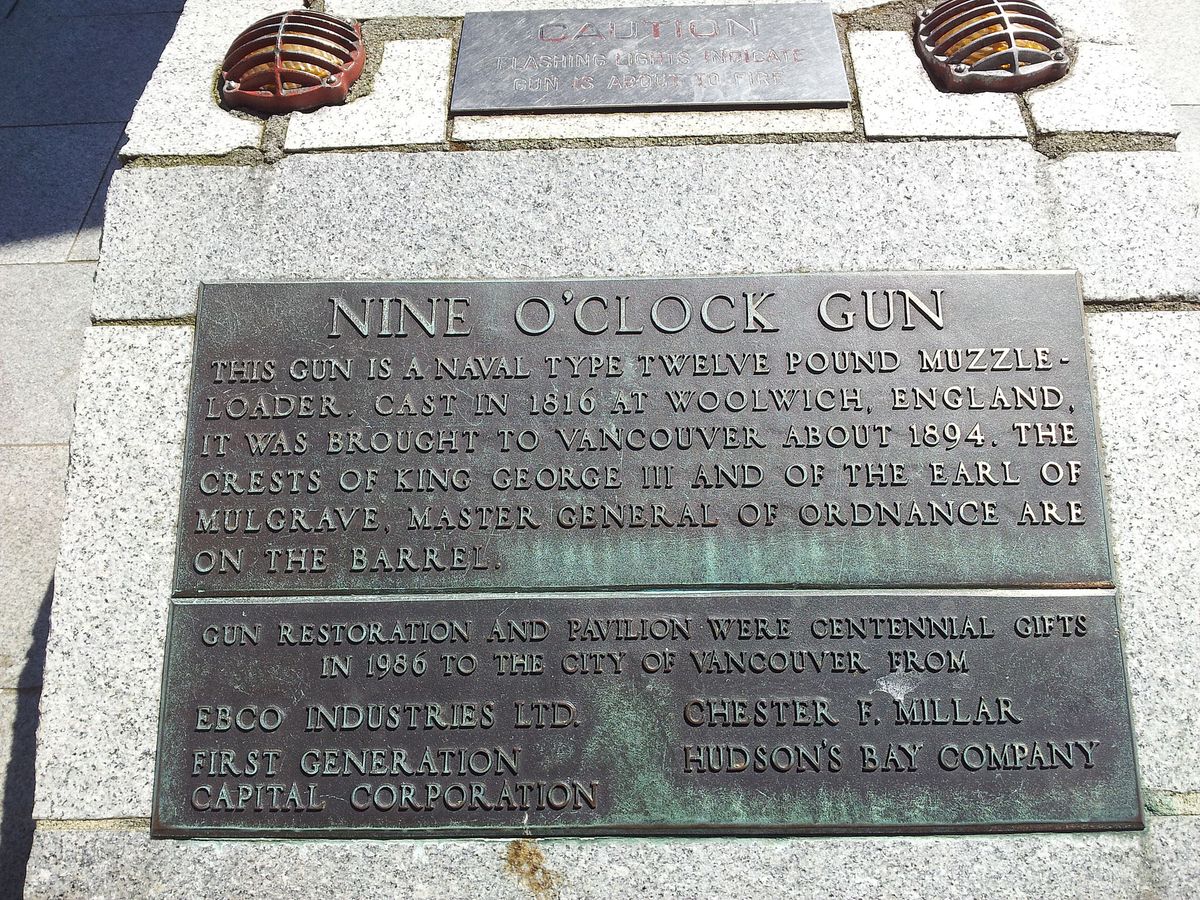 CAUTION
FLASHING LIGHTS INDICATE
GUN IS ABOUT TO FIRE
NINE O'CLOCK GUN
THIS GUN IS A NAVAL TYPE TWELVE POUND MUZZLE-
LOADER. CAST IN 1816 AT WOOLWICH, ENGLAND,
IT WAS BROUGHT TO VANCOUVER ABOUT 1894. THE
CRESTS OF KING GEORGE III AND OF THE EARL OF
MULGRAVE, MASTER GENERAL OF ORDNANCE ARE
ON THE BARREL.
GUN RESTORATION AND PAVILION WERE CENTENNIAL GIFTS
IN 1986 TO THE CITY OF VANCOUVER FROM
EBCO INDUSTRIES LTD.
FIRST GENERATION
CAPITAL CORPORATION
CHESTER F. MILLAR
HUDSON'S BAY COMPANY